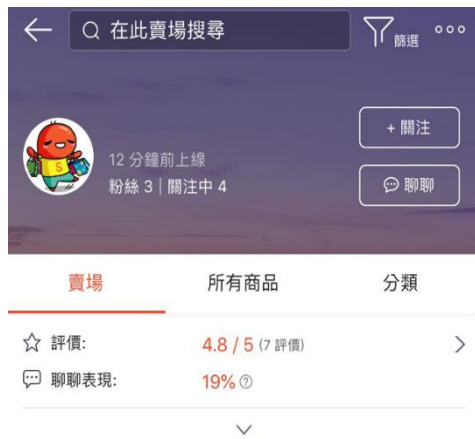 在此賣場搜尋
篩選
+ 關注
12 分鐘前上線
粉絲 3 | 關注中 4
聊聊
S
賣場
所有商品
分類
評價:
4.8 / 5 (7 評價)
聊聊表現:
19% ?